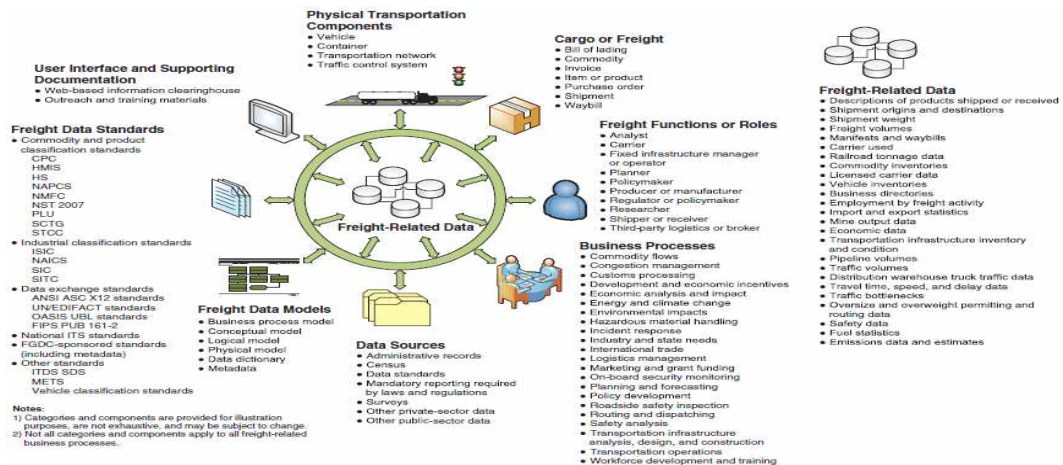 Physical Transportation
Components
• Vehicle
• Container
• Transportation network
• Traffic control system
Cargo or Freight
• Bill of lading
• Commodity
• Invoice
• Item or product
• Purchase order
• Shipment
• Waybill
User Interface and Supporting
Documentation
• Web-based information clearinghouse
• Outreach and training materials
Freight Data Standards
• Commodity and product
classification standards
CPC
HMIS
HS
NAPCS
NMFC
NST 2007
PLU
SCTG
STCC
• Industrial classification standards
ISIC
NAICS
SIC
SITC
• Data exchange standards
ANSI ASC X12 standards
UN/EDIFACT standards
OASIS UBL standards
FIPS PUB 161-2
• National ITS standards
• FGDC-sponsored standards
(including metadata)
• Other standards
ITDS SDS
METS
Vehicle classification standards
Notes:
1) Categories and components are provided for illustration
purposes, are not exhaustive, and may be subject to change.
2) Not all categories and components apply to all freight-related
business processes.
Freight-Related Data
Freight Data Models
• Business process model
• Conceptual model
• Logical model
• Physical model
• Data dictionary
• Metadata
Data Sources
• Administrative records
• Census
• Data standards
• Mandatory reporting required
by laws and regulations
• Surveys
• Other private-sector data
• Other public-sector data
Freight Functions or Roles
• Analyst
• Carrier
• Fixed infrastructure manager
or operator
• Planner
• Policymaker
• Producer or manufacturer
• Regulator or policymaker
• Researcher
• Shipper or receiver
• Third-party logistics or broker
Business Processes
• Commodity flows
• Congestion management
• Customs processing
• Development and economic incentives
• Economic analysis and impact
• Energy and climate change
• Environmental impacts
• Hazardous material handling
• Incident response
• Industry and state needs
• International trade
• Logistics management
• Marketing and grant funding
• On-board security monitoring
• Planning and forecasting
• Policy development
• Roadside safety inspection
• Routing and dispatching
• Safety analysis
• Transportation infrastructure
analysis, design, and construction
• Transportation operations
• Workforce development and training
Freight-Related Data
• Descriptions of products shipped or received
• Shipment origins and destinations
• Shipment weight
• Freight volumes
• Manifests and waybills
• Carrier used
• Railroad tonnage data
• Commodity inventories
• Licensed carrier data
• Vehicle inventories
• Business directories
• Employment by freight activity
• Import and export statistics
• Mine output data
• Economic data
• Transportation infrastructure inventory
and condition
• Pipeline volumes
• Traffic volumes
• Distribution warehouse truck traffic data
• Travel time, speed, and delay data
• Traffic bottlenecks
• Oversize and overweight permitting and
routing data
• Safety data
• Fuel statistics
• Emissions data and estimates